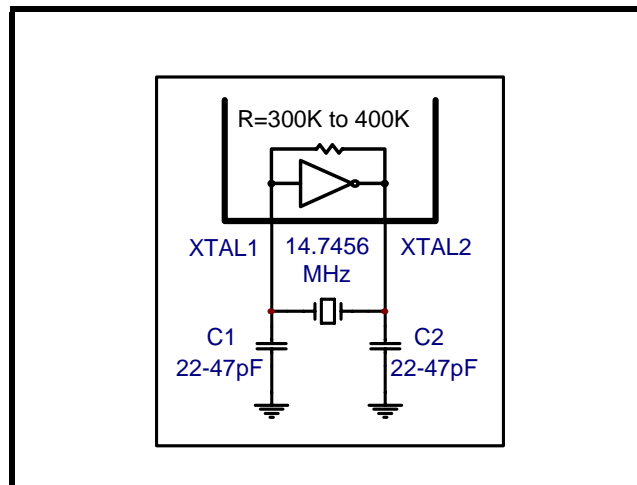 R=300K to 400K
XTAL1
14.7456
MHz
XTAL2
C1
22-47pF
C2
22-47pF